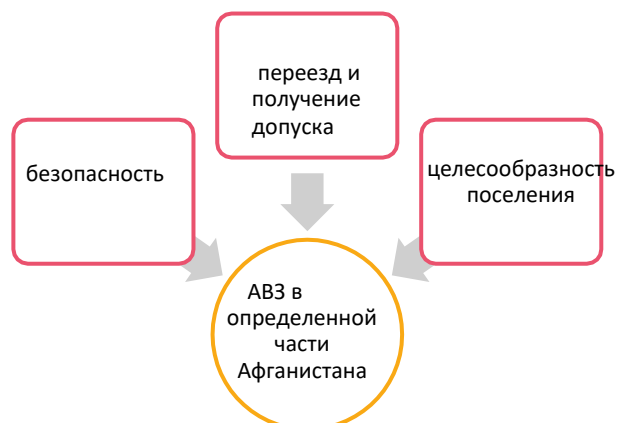 переезд и
получение
допуска
безопасность
целесообразность
поселения
АВЗ в
определенной
части
Афганистана